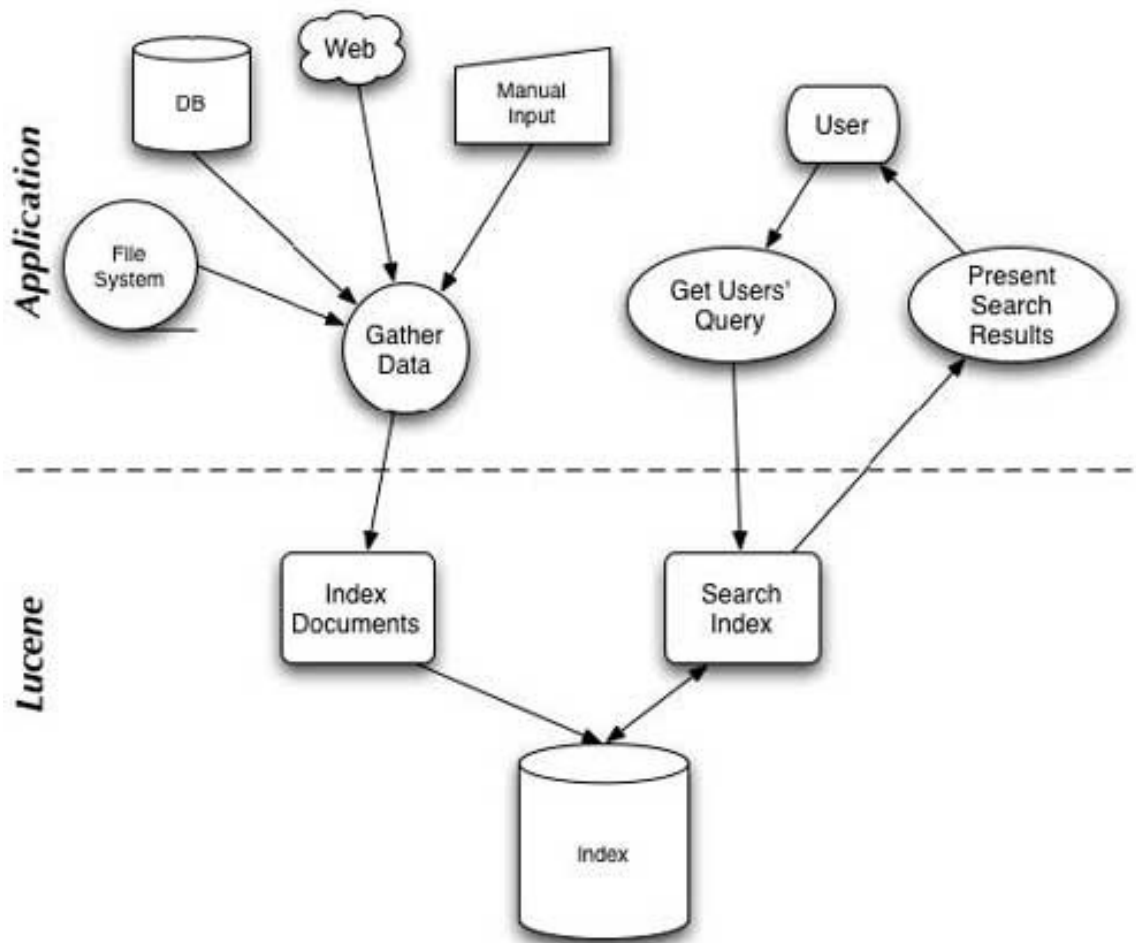 Application
Web
DB
Manual
Input
User
File
System
Gather
Data
Get Users'
Query
Present
Search
Results
Lucene
Index
Documents
Search
Index
Index